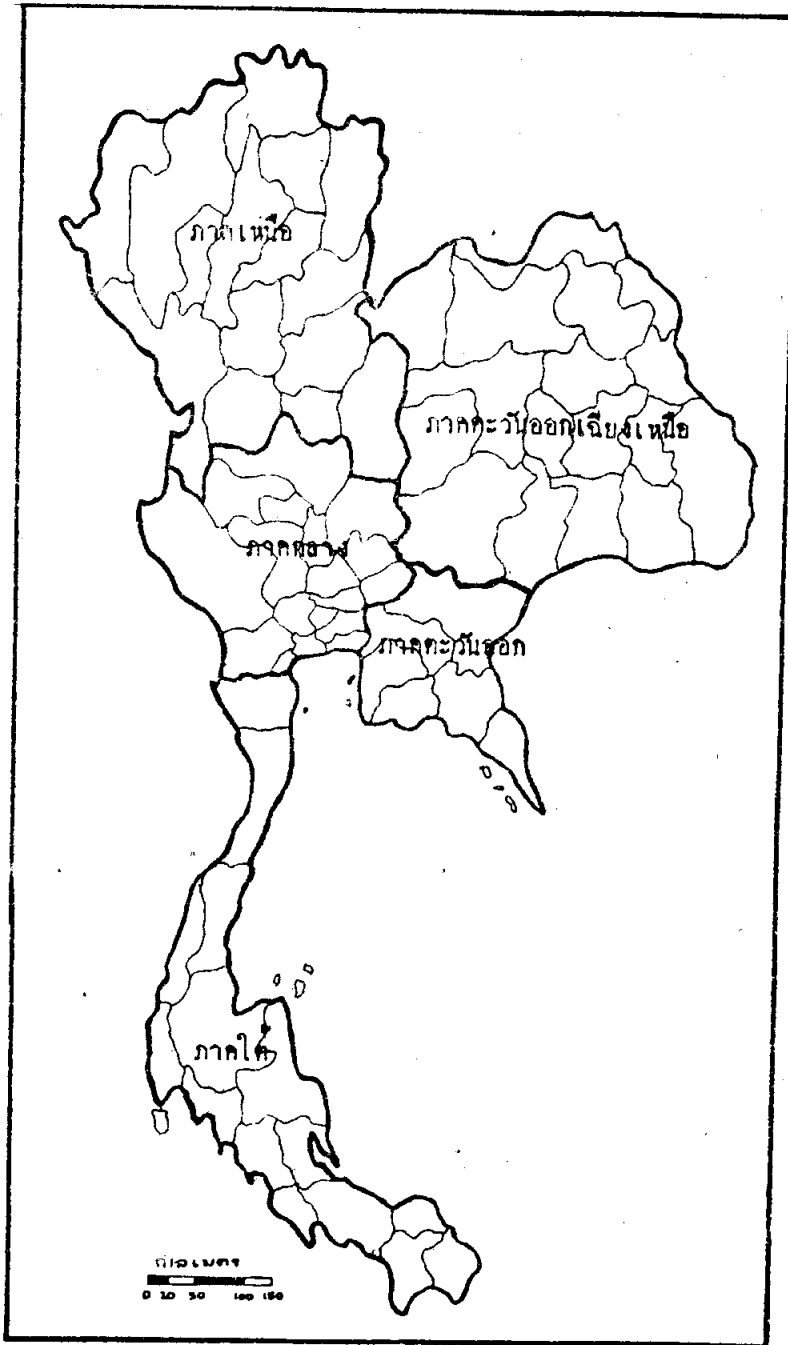 ภาคเหนือ
ภาคตะวันออกเฉียงเหนือ
ภาคกลาง
ภาคตะวันออก
ภาคใต้
กิโลเมตร
0 20 50 100 150